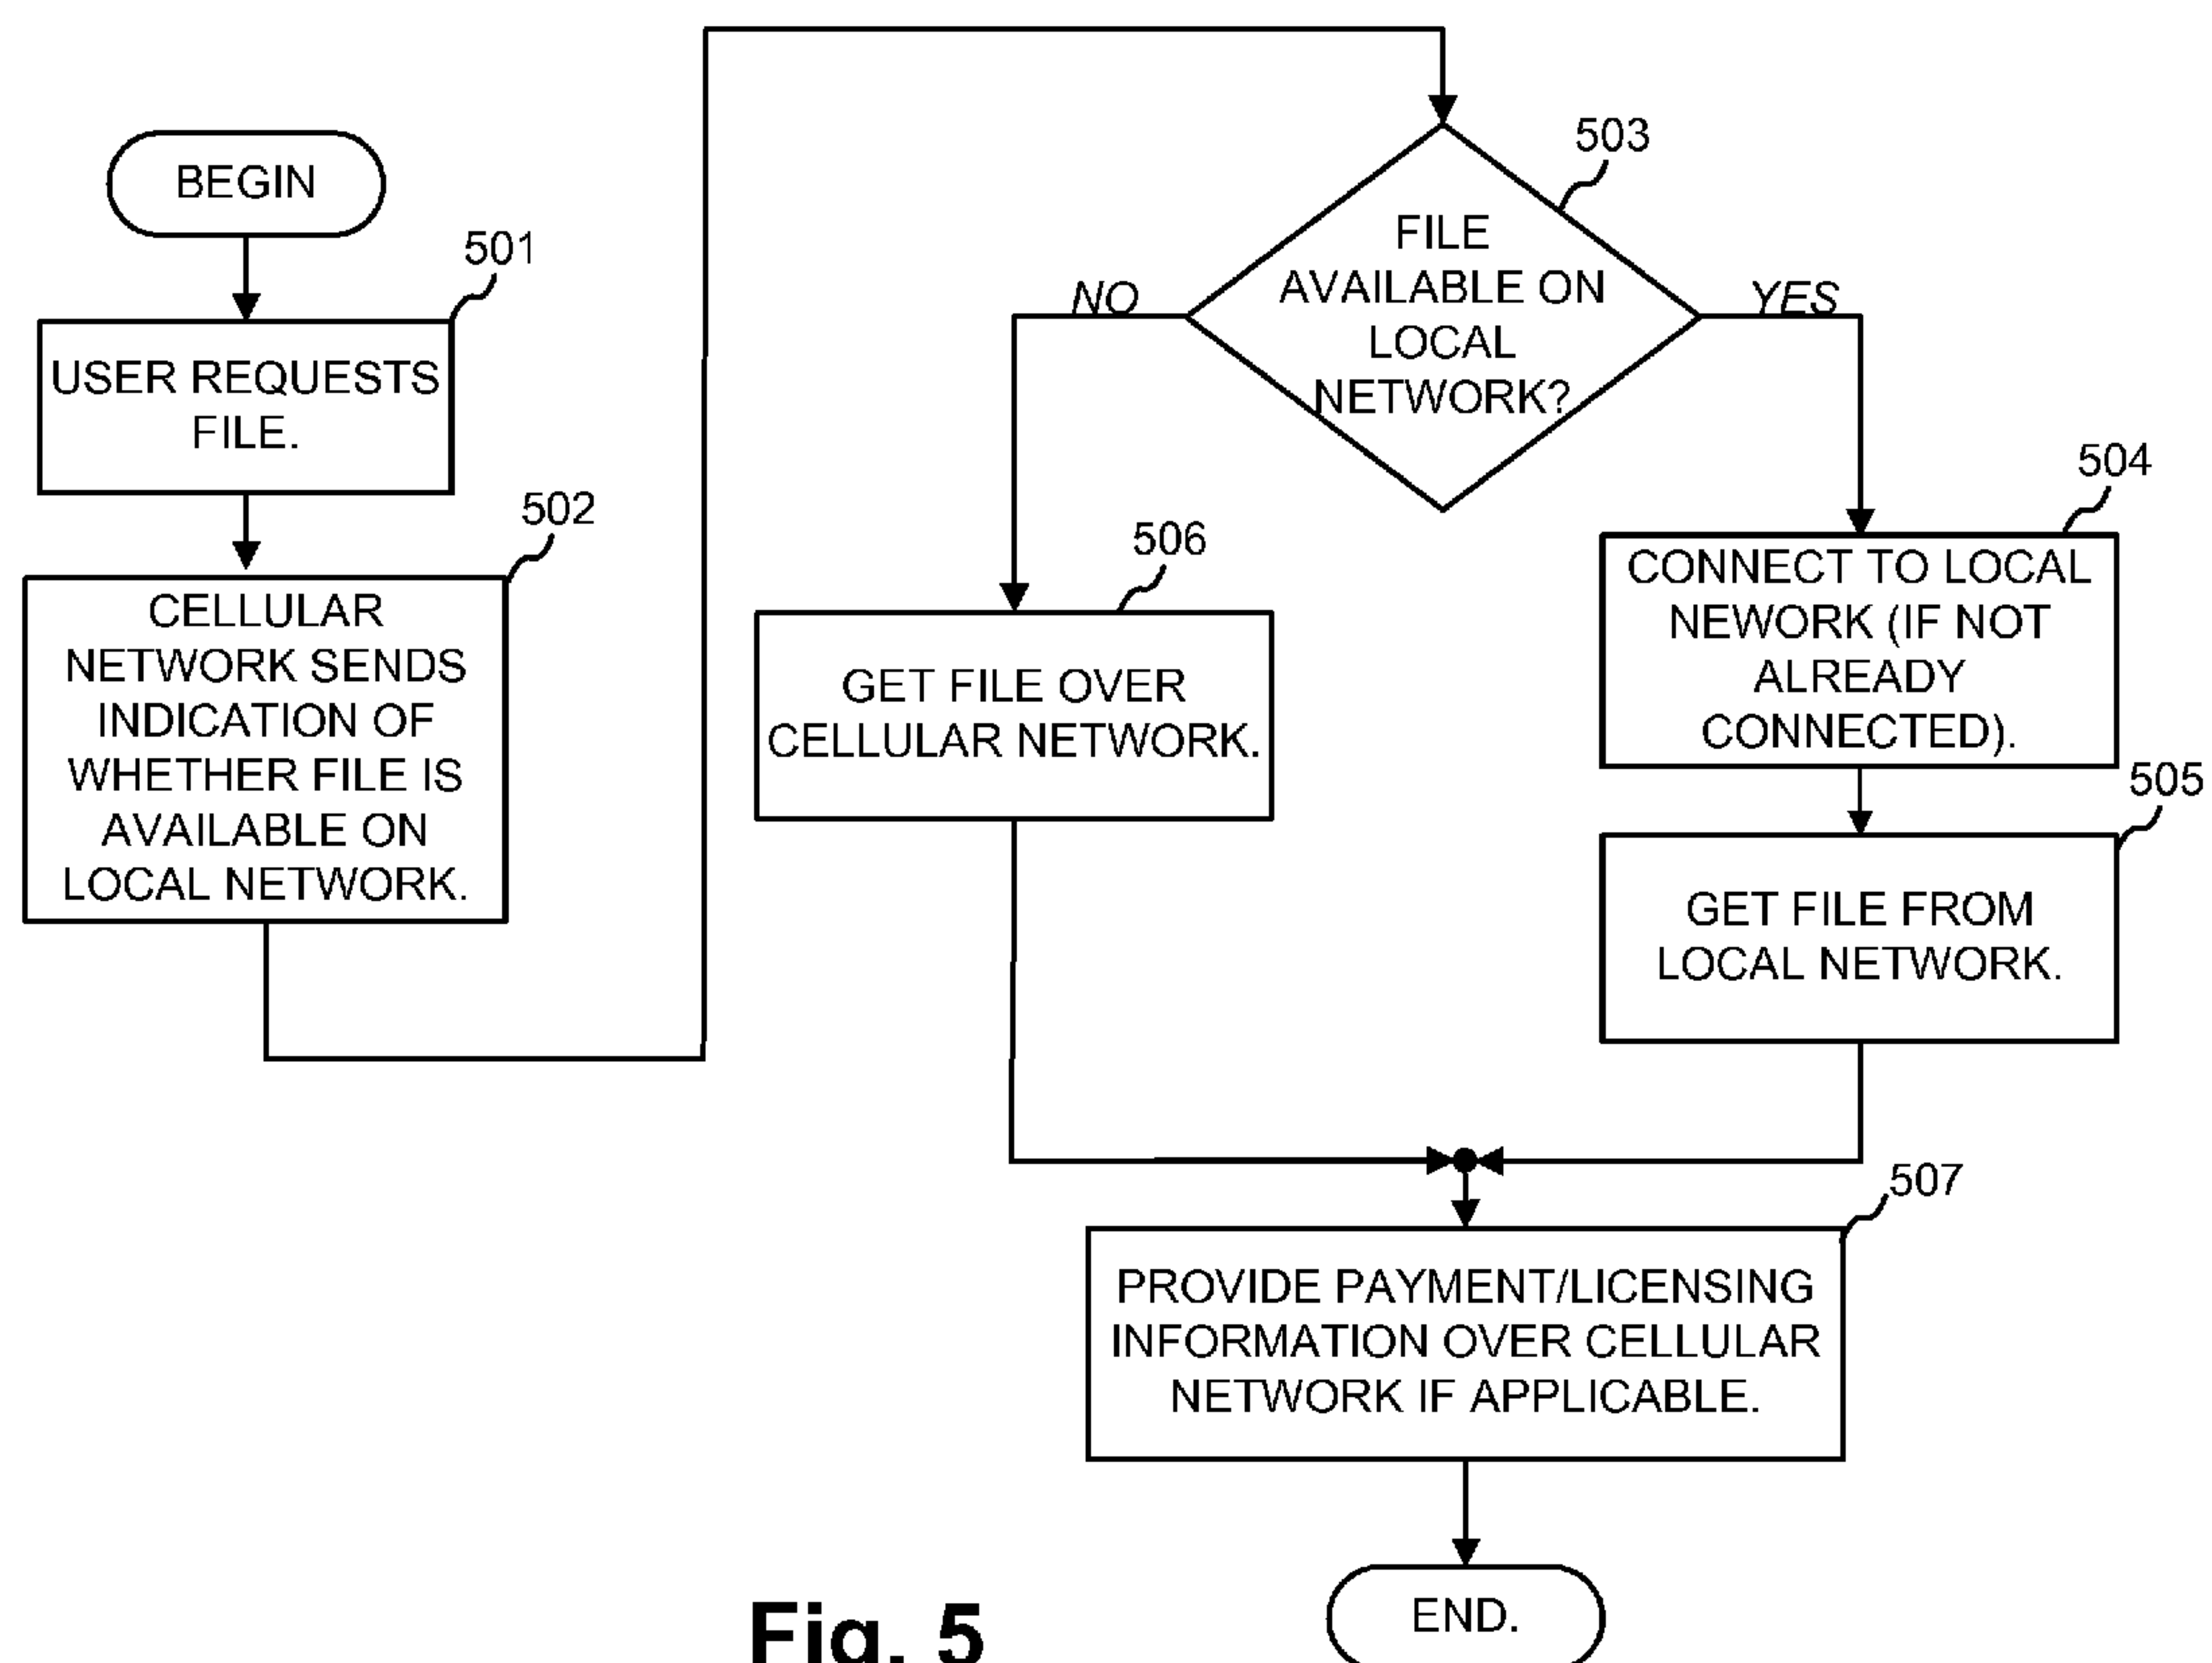 BEGIN
501
USER REQUESTS
FILE.
502
CELLULAR
NETWORK SENDS
INDICATION OF
WHETHER FILE IS
AVAILABLE ON
LOCAL NETWORK.
503
FILE
AVAILABLE ON
LOCAL
NETWORK?
NO
YES
506
GET FILE OVER
CELLULAR NETWORK.
504
CONNECT TO LOCAL
NEWORK (IF NOT
ALREADY
CONNECTED).
505
GET FILE FROM
LOCAL NETWORK.
507
PROVIDE PAYMENT/LICENSING
INFORMATION OVER CELLULAR
NETWORK IF APPLICABLE.
END.
Fig. 5